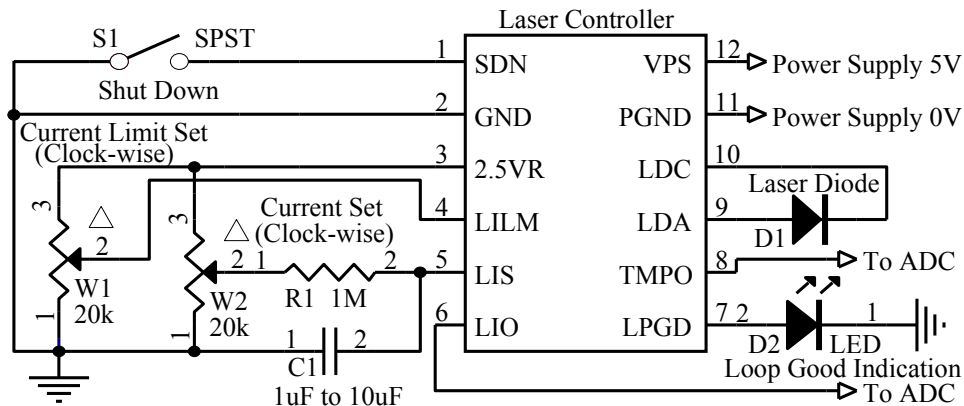 Laser Controller
S1 SPST
Shut Down
1 SDN VPS 12 Power Supply 5V
2 GND PGND 11 Power Supply 0V
Current Limit Set
(Clock-wise)
3 2.5VR LDC 10
Laser Diode
4 LILM LDA 9
D1
Current Set
(Clock-wise)
3 2 W1 20k 1
3 2 W2 20k 1
1 R1 1M 2
5 LIS TMPO 8 To ADC
6 LIO LPGD 7 2 1
D2 LED
Loop Good Indication
1 C1 2
1uF to 10uF
To ADC